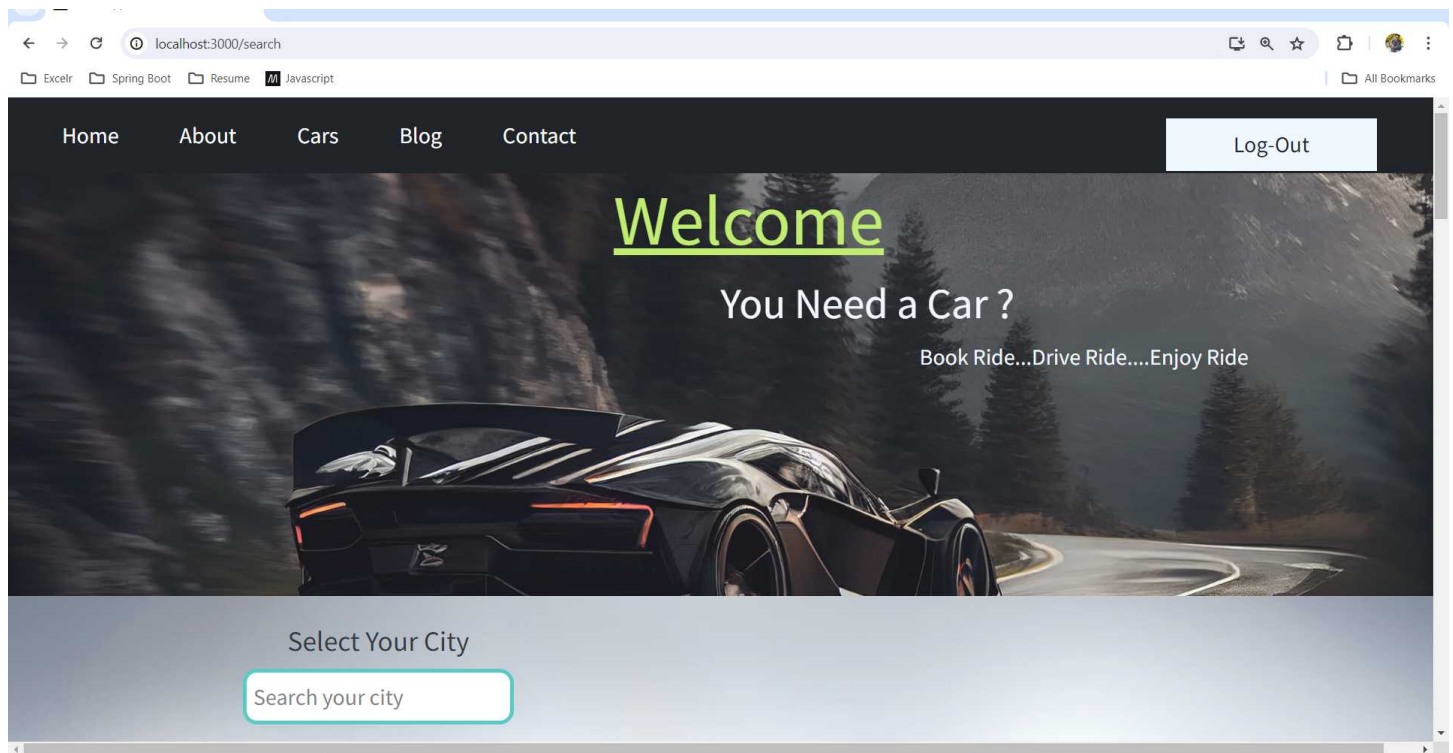 localhost:3000/search
Excelr Spring Boot Resume M Javascript All Bookmarks
Home About Cars Blog Contact Log-Out
Welcome
You Need a Car ?
Book Ride...Drive Ride....Enjoy Ride
Select Your City
Search your city